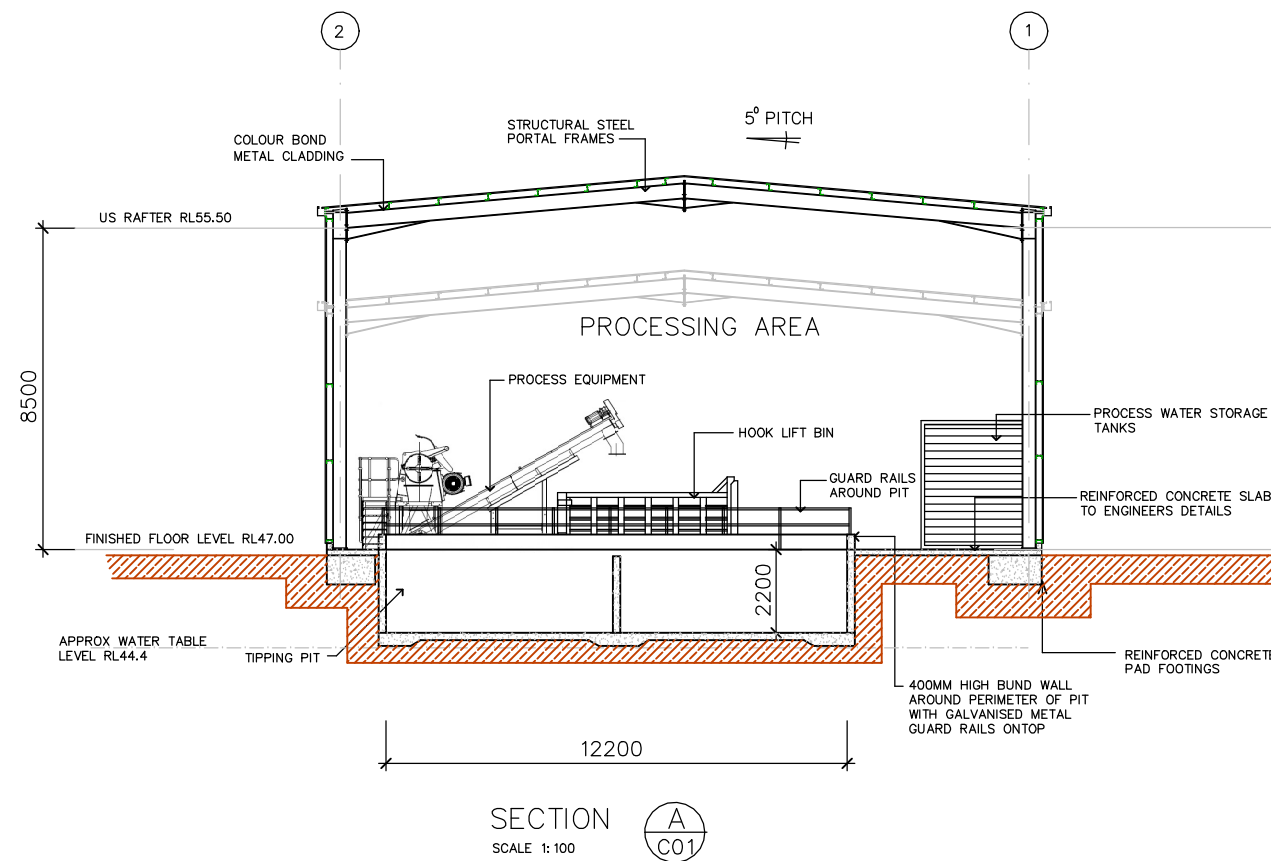 2
1
5° PITCH
STRUCTURAL STEEL
PORTAL FRAMES
COLOUR BOND
METAL CLADDING
US RAFTER RL55.50
PROCESSING AREA
8500
PROCESS EQUIPMENT
PROCESS WATER STORAGE
TANKS
HOOK LIFT BIN
GUARD RAILS
AROUND PIT
REINFORCED CONCRETE SLAB
TO ENGINEERS DETAILS
FINISHED FLOOR LEVEL RL47.00
2200
APPROX WATER TABLE
LEVEL RL44.4
TIPPING PIT
REINFORCED CONCRETE
PAD FOOTINGS
400MM HIGH BUND WALL
AROUND PERIMETER OF PIT
WITH GALVANISED METAL
GUARD RAILS ONTOP
12200
SECTION
SCALE 1:100
A
C01